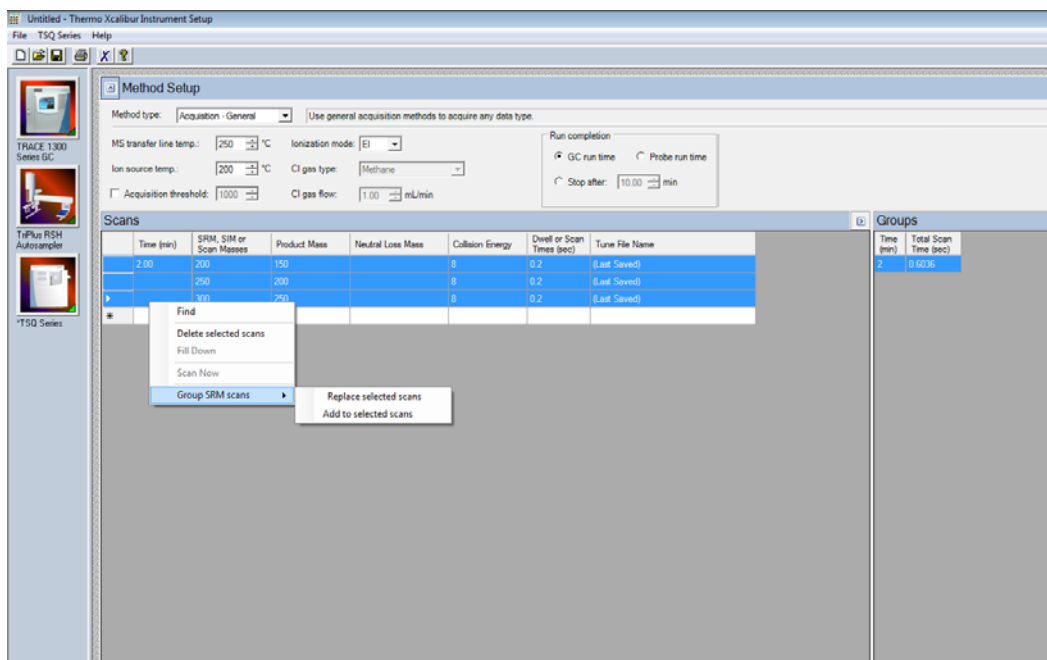 Untitled - Thermo Xcalibur Instrument Setup
File TSQ Series Help
Method Setup
Method type: Acquisition - General Use general acquisition methods to acquire any data type.
MS transfer line temp.: 250 °C Ionization mode: EI
Ion source temp.: 200 °C CI gas type: Methane
Acquisition threshold: 1000 CI gas flow: 1.00 mL/min
Run completion
GC run time Probe run time
Stop after: 10.00 min
TRACE 1300
Series GC
TriPlus RSH
Autosampler
*TSQ Series
Scans
Time (min) SRM, SIM or Scan Masses Product Mass Neutral Loss Mass Collision Energy Dwell or Scan Times (sec) Tune File Name
2.00 200 150 8 0.2 (Last Saved)
250 200 8 0.2 (Last Saved)
300 250 8 0.2 (Last Saved)
Find
Delete selected scans
Fill Down
Scan Now
Group SRM scans
Replace selected scans
Add to selected scans
Groups
Time (min) Total Scan Time (sec)
2 0.6036